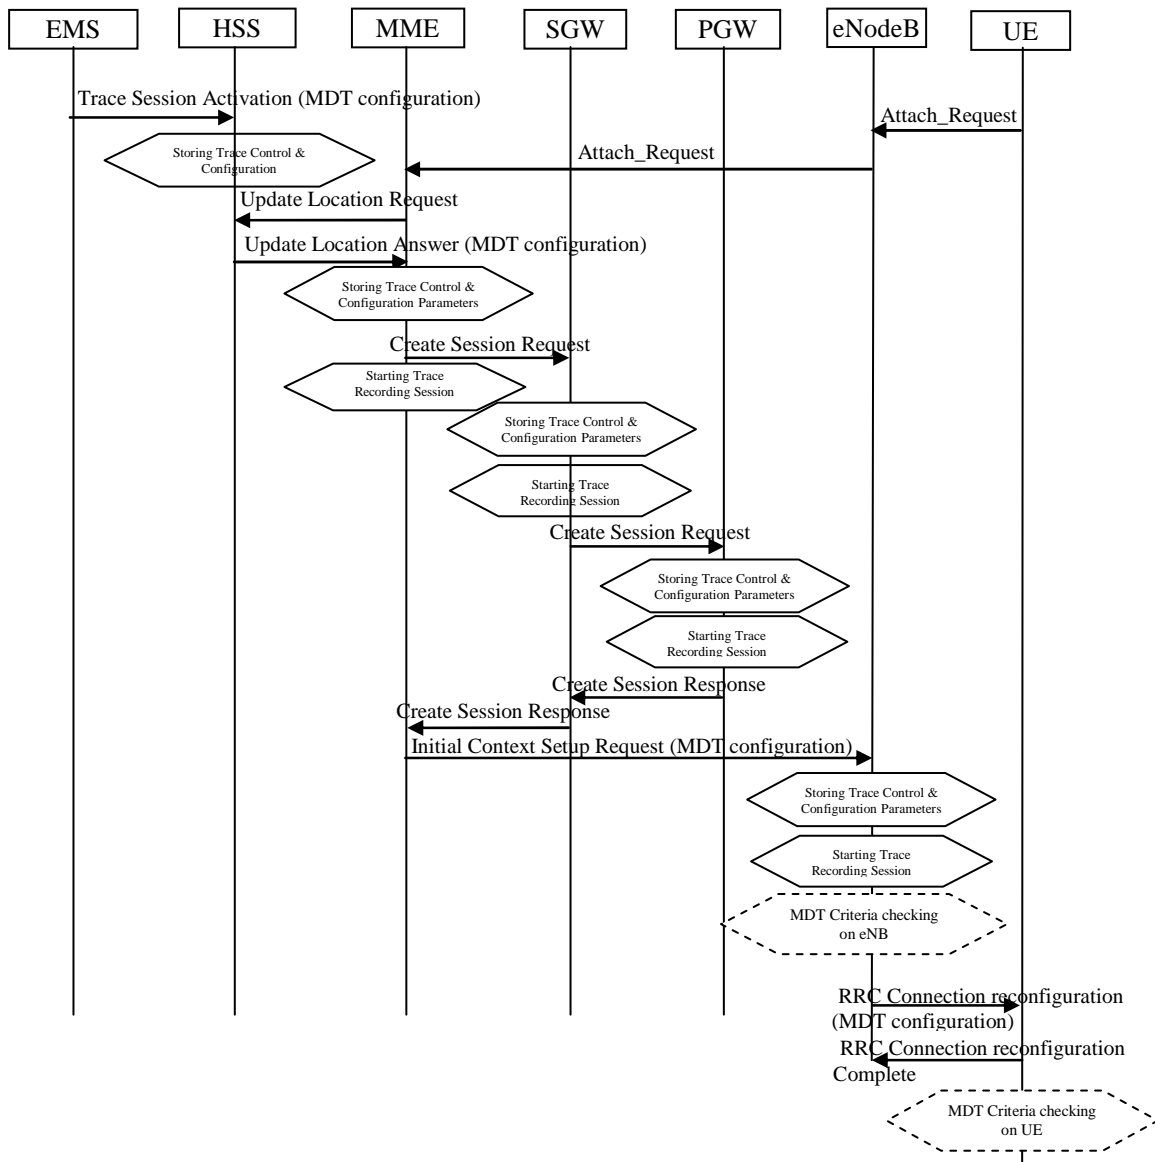 EMS
HSS
MME
SGW
PGW
eNodeB
UE
Trace Session Activation (MDT configuration)
Attach_Request
Storing Trace Control &
Configuration
Attach_Request
Update Location Request
Update Location Answer (MDT configuration)
Storing Trace Control &
Configuration Parameters
Create Session Request
Starting Trace
Recording Session
Storing Trace Control &
Configuration Parameters
Starting Trace
Recording Session
Create Session Request
Storing Trace Control &
Configuration Parameters
Starting Trace
Recording Session
Create Session Response
Create Session Response
Initial Context Setup Request (MDT configuration)
Storing Trace Control &
Configuration Parameters
Starting Trace
Recording Session
MDT Criteria checking
on eNB
RRC Connection reconfiguration
(MDT configuration)
RRC Connection reconfiguration
Complete
MDT Criteria checking
on UE